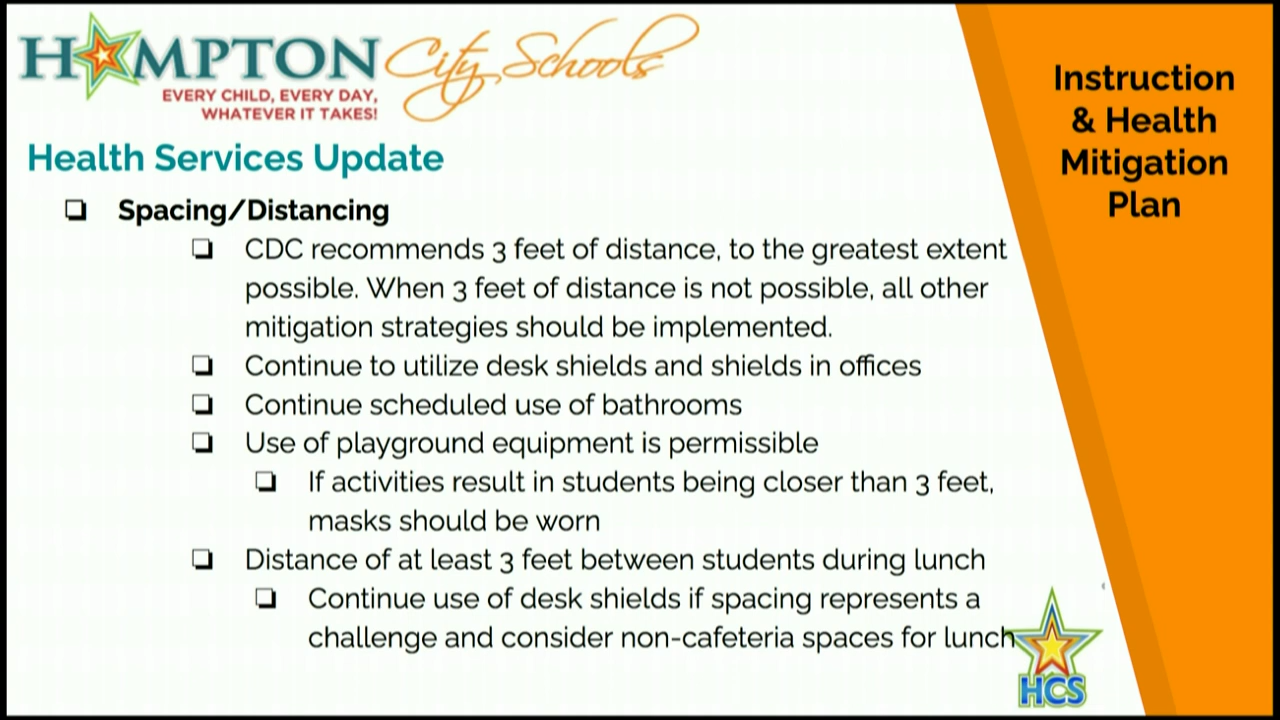 HAMPTON City Schools
EVERY CHILD, EVERY DAY,
WHATEVER IT TAKES!
Instruction
& Health
Mitigation
Plan
Health Services Update
Spacing/Distancing
CDC recommends 3 feet of distance, to the greatest extent
possible. When 3 feet of distance is not possible, all other
mitigation strategies should be implemented.
Continue to utilize desk shields and shields in offices
Continue scheduled use of bathrooms
Use of playground equipment is permissible
If activities result in students being closer than 3 feet,
masks should be worn
Distance of at least 3 feet between students during lunch
Continue use of desk shields if spacing represents a
challenge and consider non-cafeteria spaces for lunch
HCS